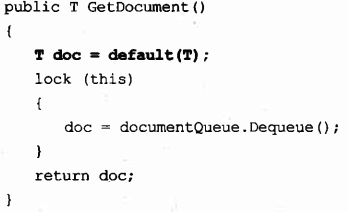 public T GetDocument()
{
T doc = default(T);
lock (this)
{
doc = documentQueue.Dequeue();
}
return doc;
}